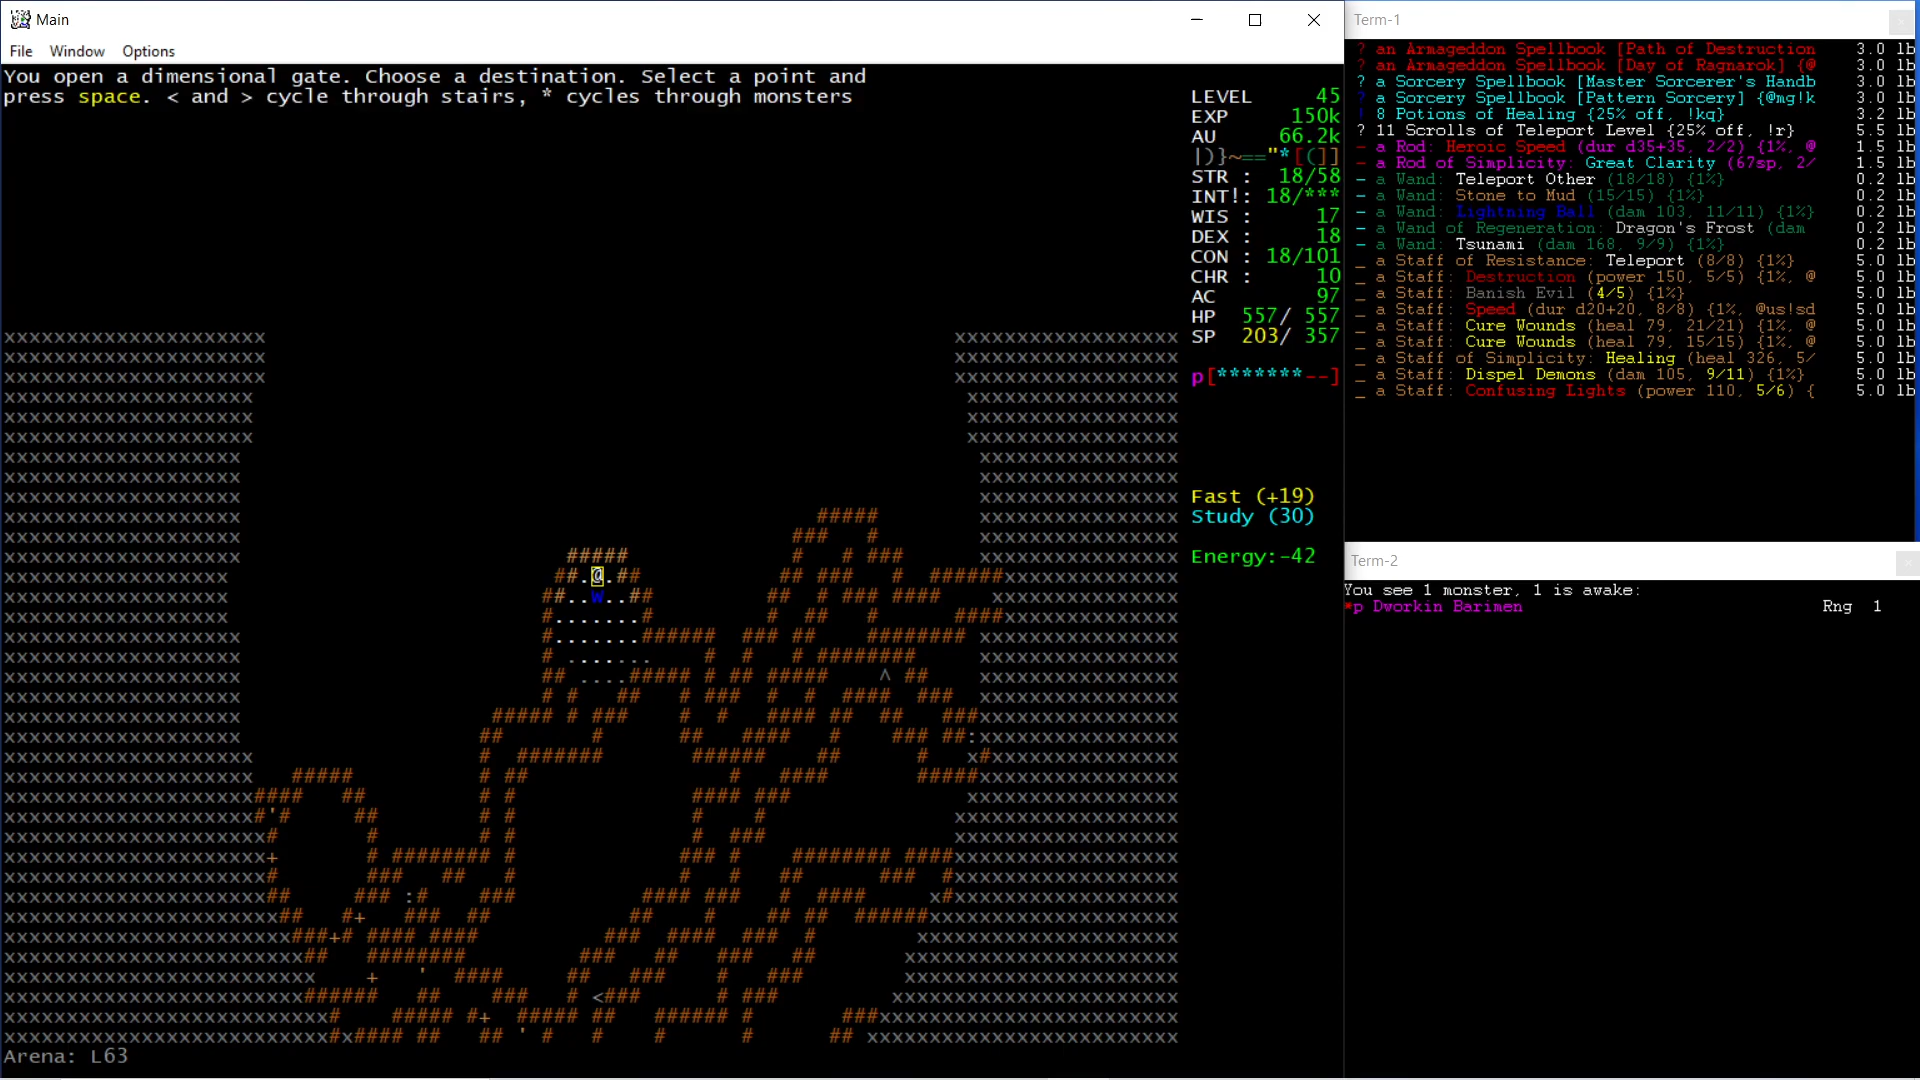 Main
File Window Options
You open a dimensional gate. Choose a destination. Select a point and
press space. < and > cycle through stairs, * cycles through monsters
LEVEL 45
EXP 150k
AU 66.2k
|)}~=="*[(]]
STR : 18/58
INT!: 18/***
WIS : 17
DEX : 18
CON : 18/101
CHR : 10
AC 97
HP 557/ 557
SP 203/ 357
p[*******--]
Fast (+19)
Study (30)
Energy:-42
Arena: L63
Term-1
? an Armageddon Spellbook [Path of Destruction 3.0 lb
? an Armageddon Spellbook [Day of Ragnarok] {@ 3.0 lb
? a Sorcery Spellbook [Master Sorcerer's Handb 3.0 lb
? a Sorcery Spellbook [Pattern Sorcery] {@mg!k 3.0 lb
! 8 Potions of Healing {25% off, !kq} 3.2 lb
? 11 Scrolls of Teleport Level {25% off, !r} 5.5 lb
- a Rod: Heroic Speed (dur d35+35, 2/2) {1%, @ 1.5 lb
- a Rod of Simplicity: Great Clarity (67sp, 2/ 1.5 lb
- a Wand: Teleport Other (18/18) {1%} 0.2 lb
- a Wand: Stone to Mud (15/15) {1%} 0.2 lb
- a Wand: Lightning Ball (dam 103, 11/11) {1%} 0.2 lb
- a Wand of Regeneration: Dragon's Frost (dam 0.2 lb
- a Wand: Tsunami (dam 168, 9/9) {1%} 0.2 lb
_ a Staff of Resistance: Teleport (8/8) {1%} 5.0 lb
_ a Staff: Destruction (power 150, 5/5) {1%, @ 5.0 lb
_ a Staff: Banish Evil (4/5) {1%} 5.0 lb
_ a Staff: Speed (dur d20+20, 8/8) {1%, @us!sd 5.0 lb
_ a Staff: Cure Wounds (heal 79, 21/21) {1%, @ 5.0 lb
_ a Staff: Cure Wounds (heal 79, 15/15) {1%, @ 5.0 lb
_ a Staff of Simplicity: Healing (heal 326, 5/ 5.0 lb
_ a Staff: Dispel Demons (dam 105, 9/11) {1%} 5.0 lb
_ a Staff: Confusing Lights (power 110, 5/6) { 5.0 lb
Term-2
You see 1 monster, 1 is awake:
*p Dworkin Barimen Rng 1